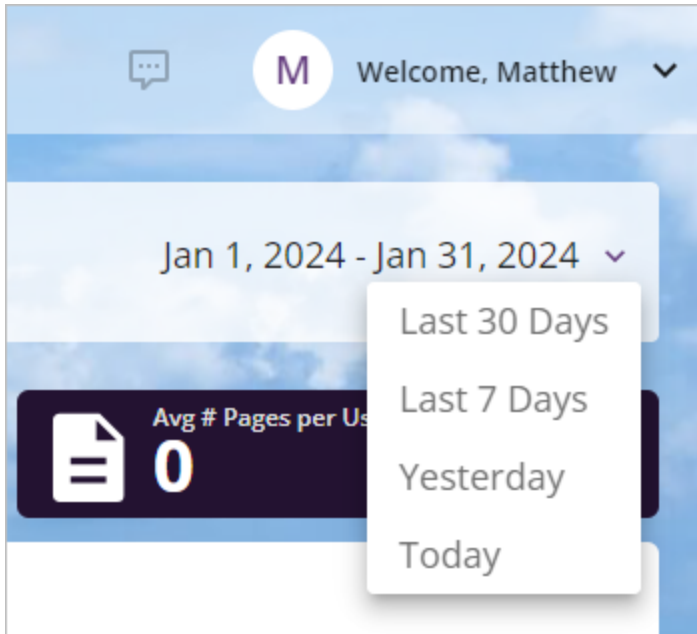 M
Welcome, Matthew
Jan 1, 2024 - Jan 31, 2024
Last 30 Days
Last 7 Days
Yesterday
Today
Avg # Pages per
0